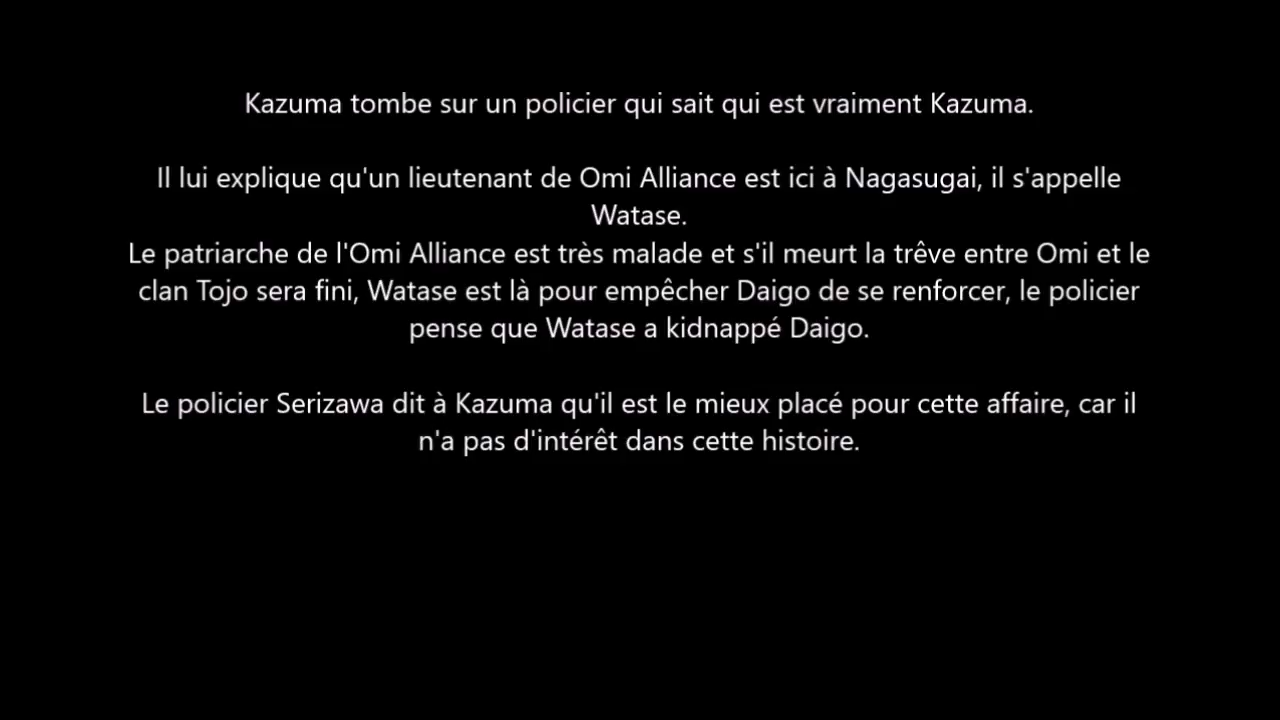 Kazuma tombe sur un policier qui sait qui est vraiment Kazuma.
Il lui explique qu'un lieutenant de Omi Alliance est ici à Nagasugai, il s'appelle
Watase.
Le patriarche de l'Omi Alliance est très malade et s'il meurt la trêve entre Omi et le
clan Tojo sera fini, Watase est là pour empêcher Daigo de se renforcer, le policier
pense que Watase a kidnappé Daigo.
Le policier Serizawa dit à Kazuma qu'il est le mieux placé pour cette affaire, car il
n'a pas d'intérêt dans cette histoire.